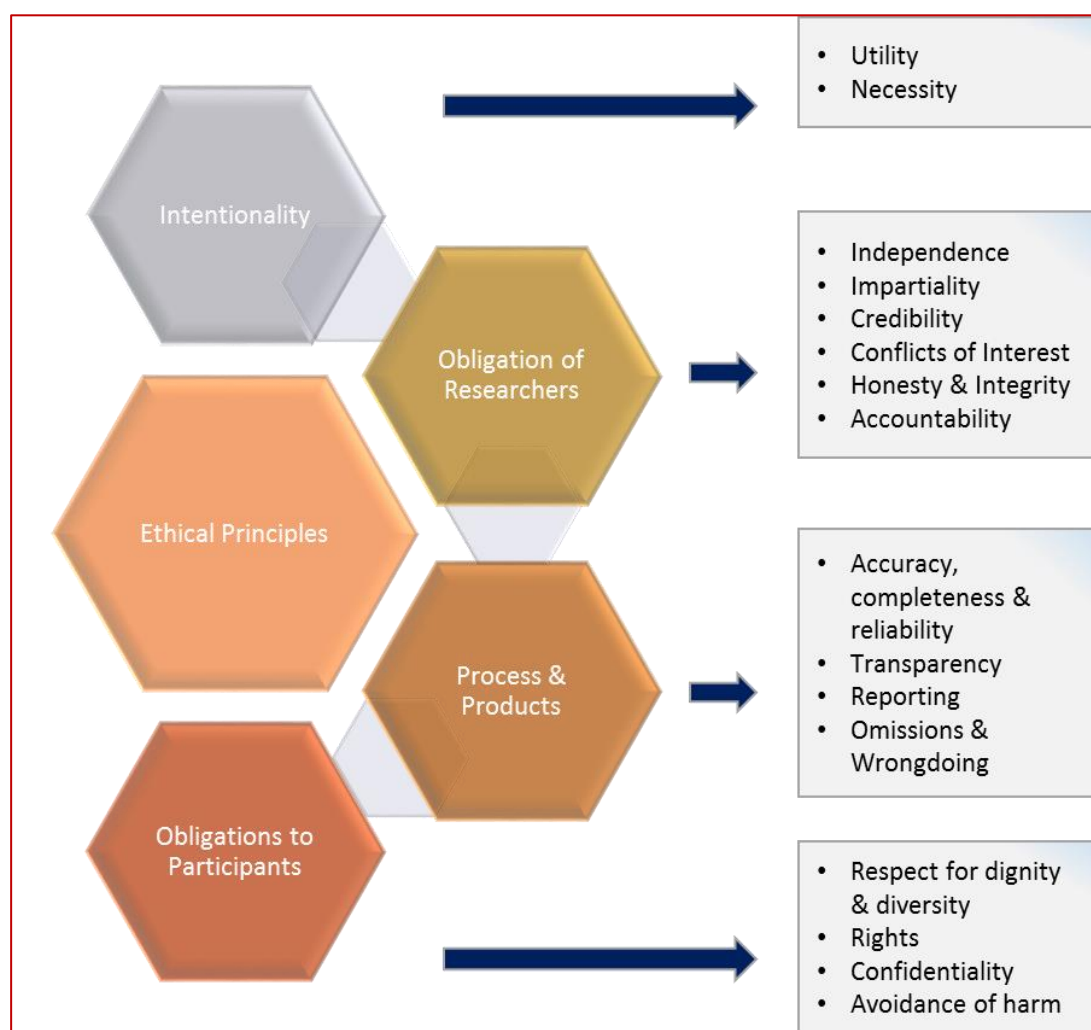 Intentionality
• Utility
• Necessity
Obligation of
Researchers
• Independence
• Impartiality
• Credibility
• Conflicts of Interest
• Honesty & Integrity
• Accountability
Ethical Principles
Process &
Products
• Accuracy,
completeness &
reliability
• Transparency
• Reporting
• Omissions &
Wrongdoing
Obligations to
Participants
• Respect for dignity
& diversity
• Rights
• Confidentiality
• Avoidance of harm